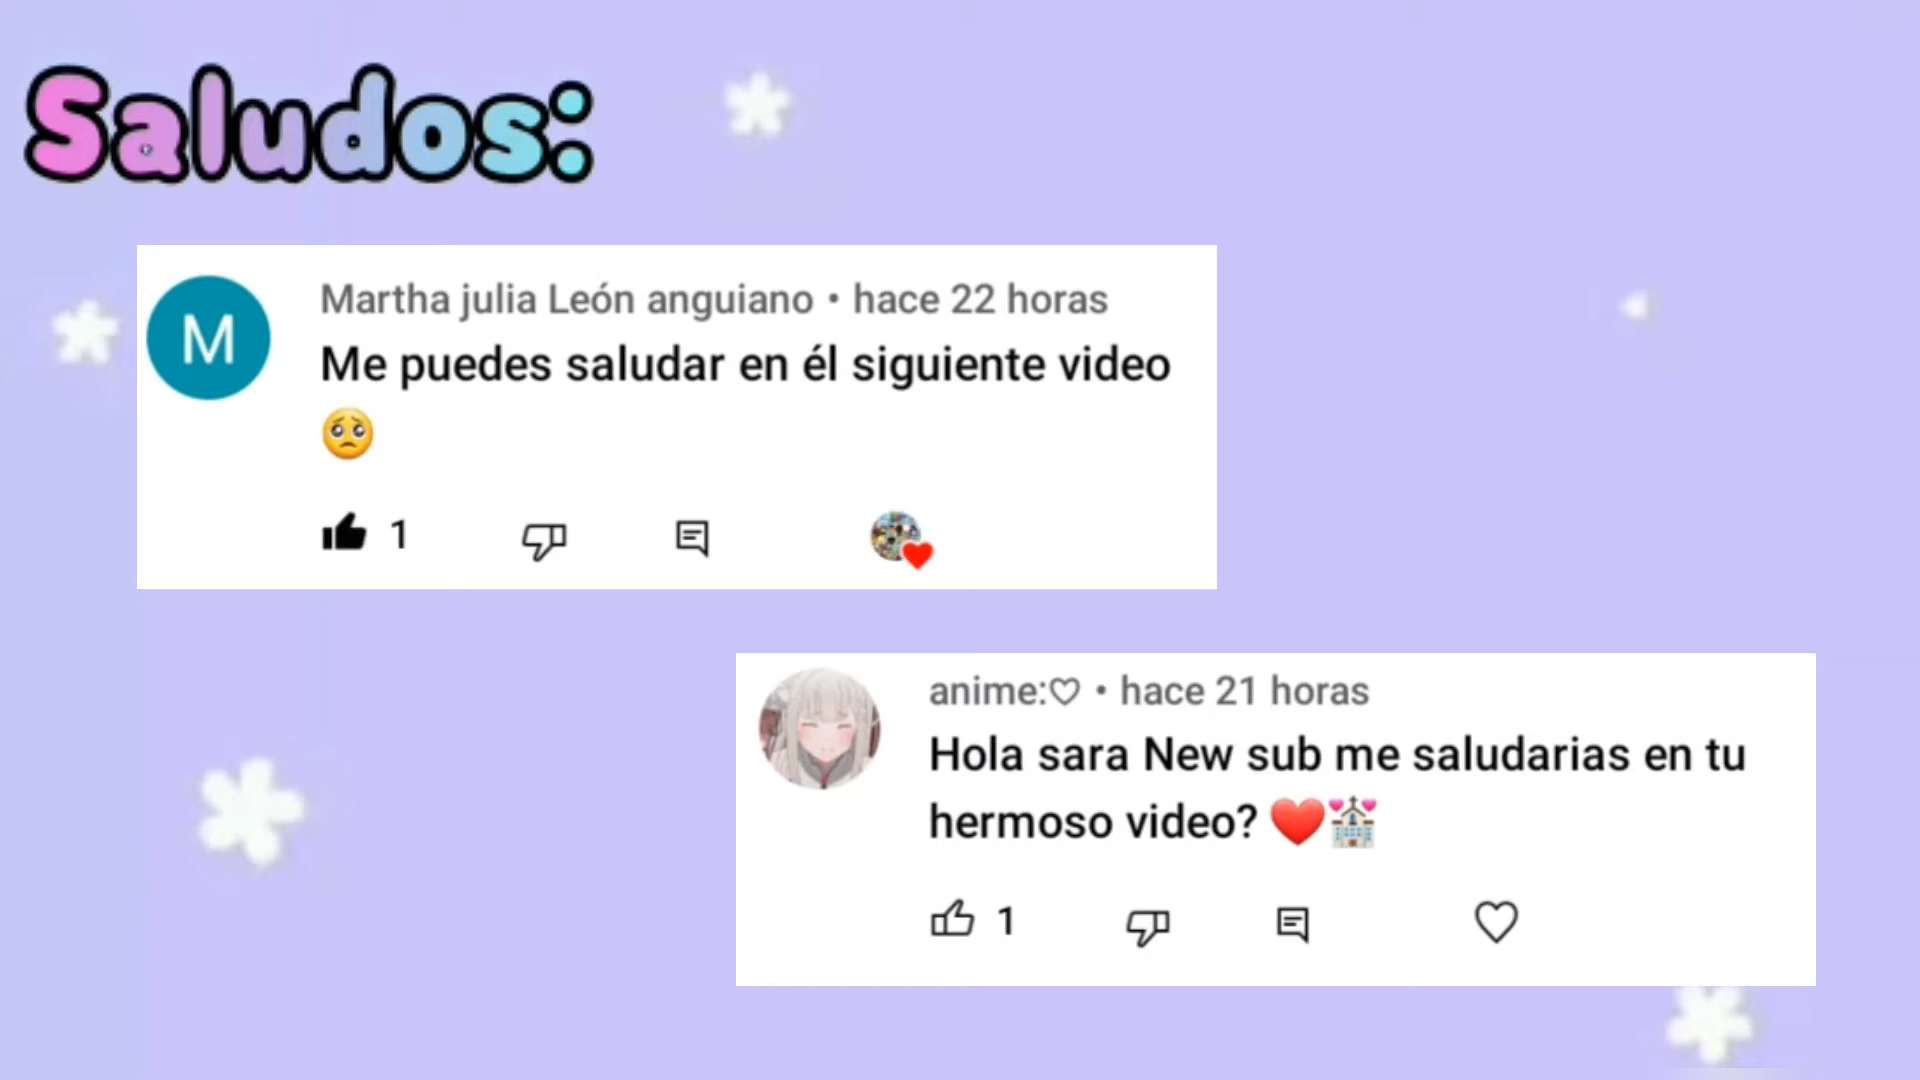 Saludos:
M
Martha julia León anguiano • hace 22 horas
Me puedes saludar en él siguiente video
🥺
1
anime:♡ • hace 21 horas
Hola sara New sub me saludarias en tu
hermoso video? ❤️💒
1